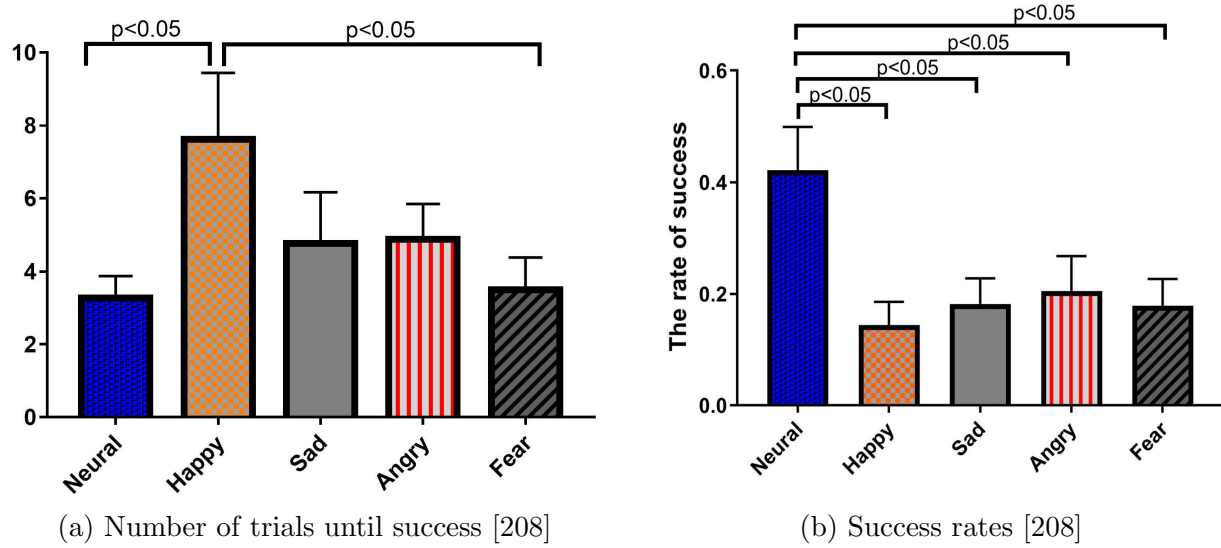 p<0.05
p<0.05
10
8
6
4
2
0
Neural
Happy
Sad
Angry
Fear
(a) Number of trials until success [208]
p<0.05
p<0.05
p<0.05
p<0.05
The rate of success
0.6
0.4
0.2
0.0
Neural
Happy
Sad
Angry
Fear
(b) Success rates [208]